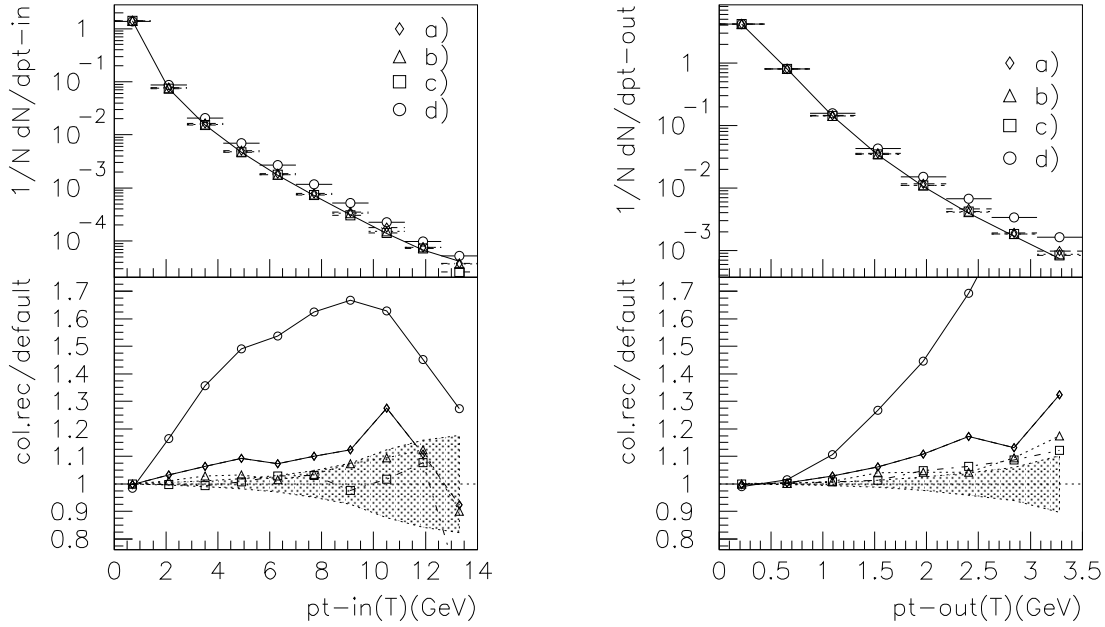 1/N dN/dpt-in
1
10⁻¹
10⁻²
10⁻³
10⁻⁴
a)
b)
c)
d)
col.rec/default
1.7
1.6
1.5
1.4
1.3
1.2
1.1
1
0.9
0.8
0 2 4 6 8 10 12 14
pt-in(T)(GeV)
1/N dN/dpt-out
1
10⁻¹
10⁻²
10⁻³
a)
b)
c)
d)
col.rec/default
1.7
1.6
1.5
1.4
1.3
1.2
1.1
1
0.9
0.8
0 0.5 1 1.5 2 2.5 3 3.5
pt-out(T)(GeV)